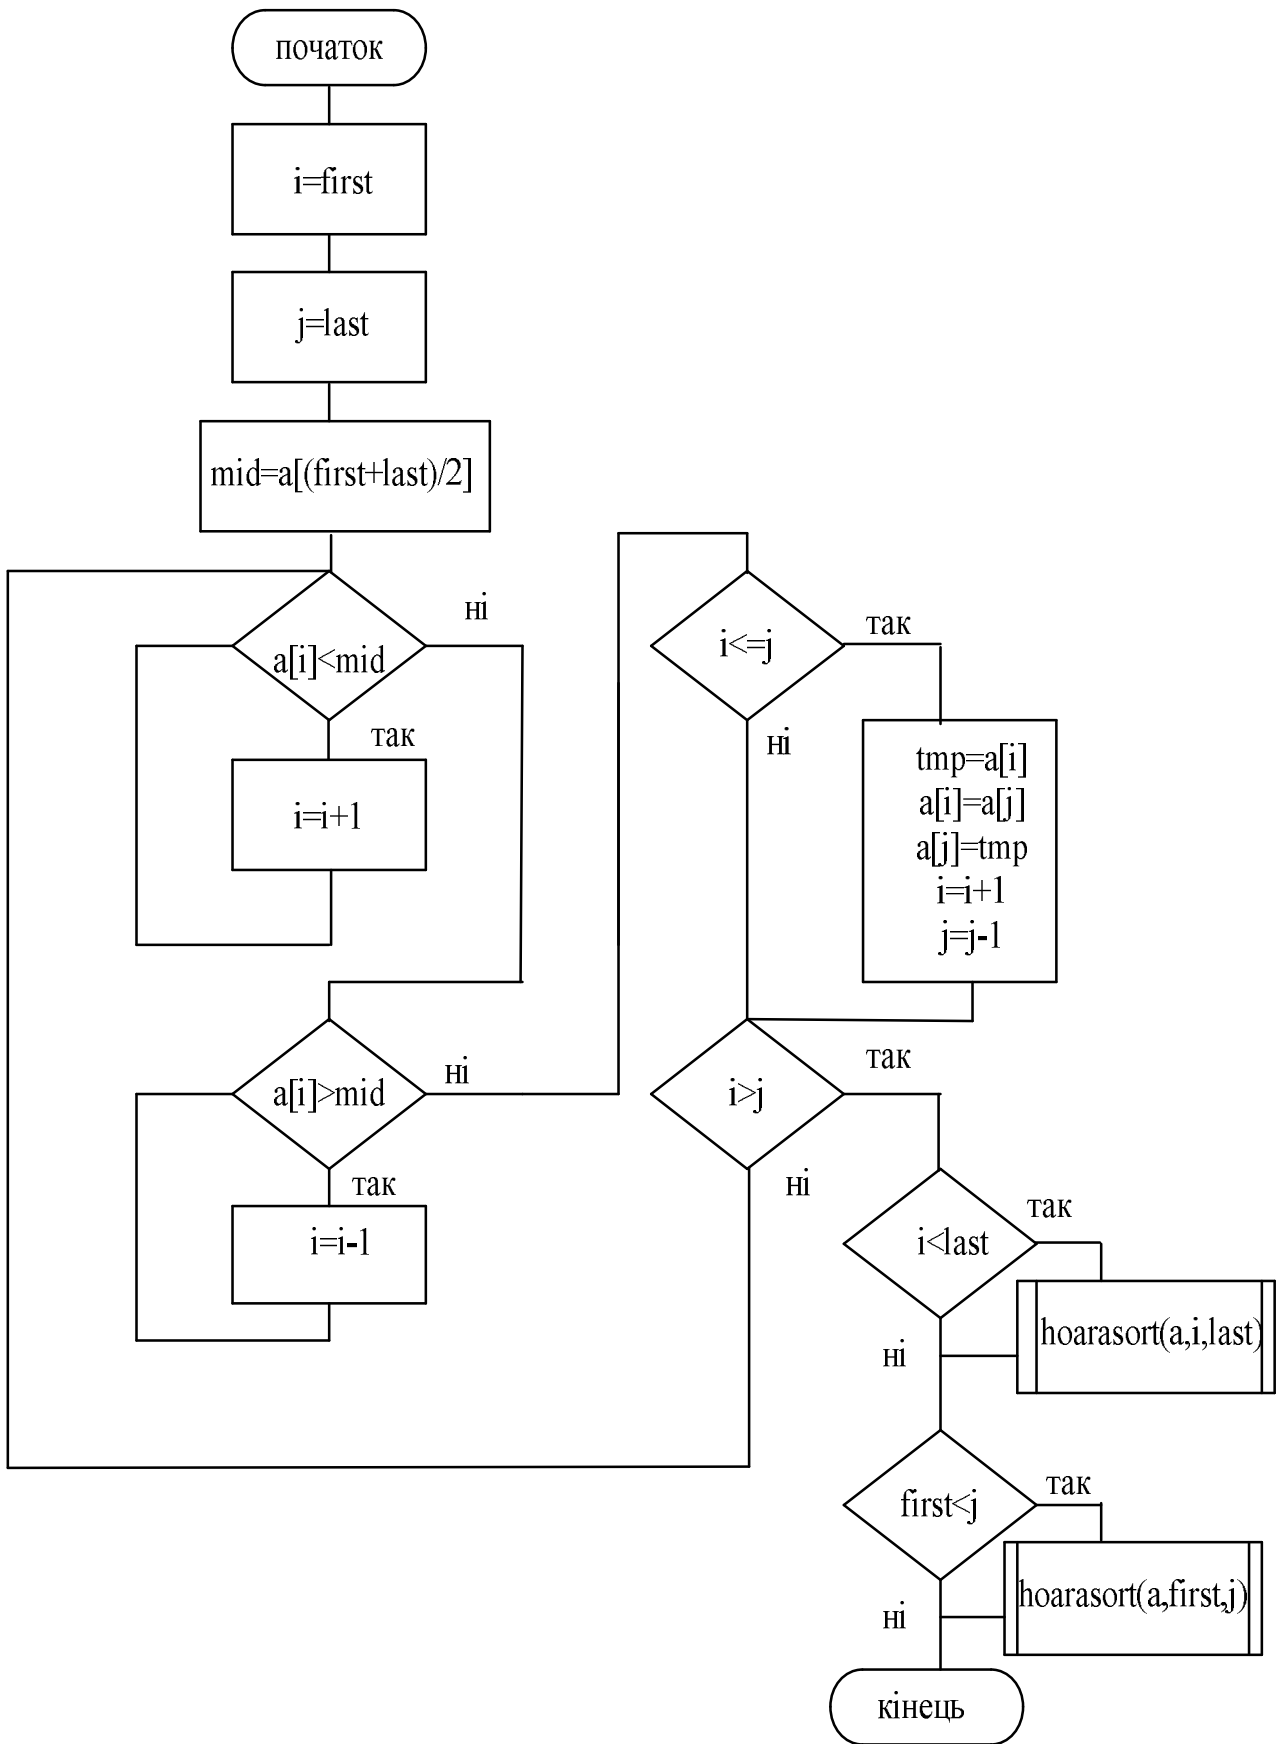 початок
i=first
j=last
mid=a[(first+last)/2]
a[i]<mid
ні
так
i=i+1
a[i]>mid
ні
так
i=i-1
i<=j
так
ні
tmp=a[i]
a[i]=a[j]
a[j]=tmp
i=i+1
j=j-1
i>j
так
ні
i<last
так
hoarasort(a,i,last)
ні
first<j
так
hoarasort(a,first,j)
ні
кінець